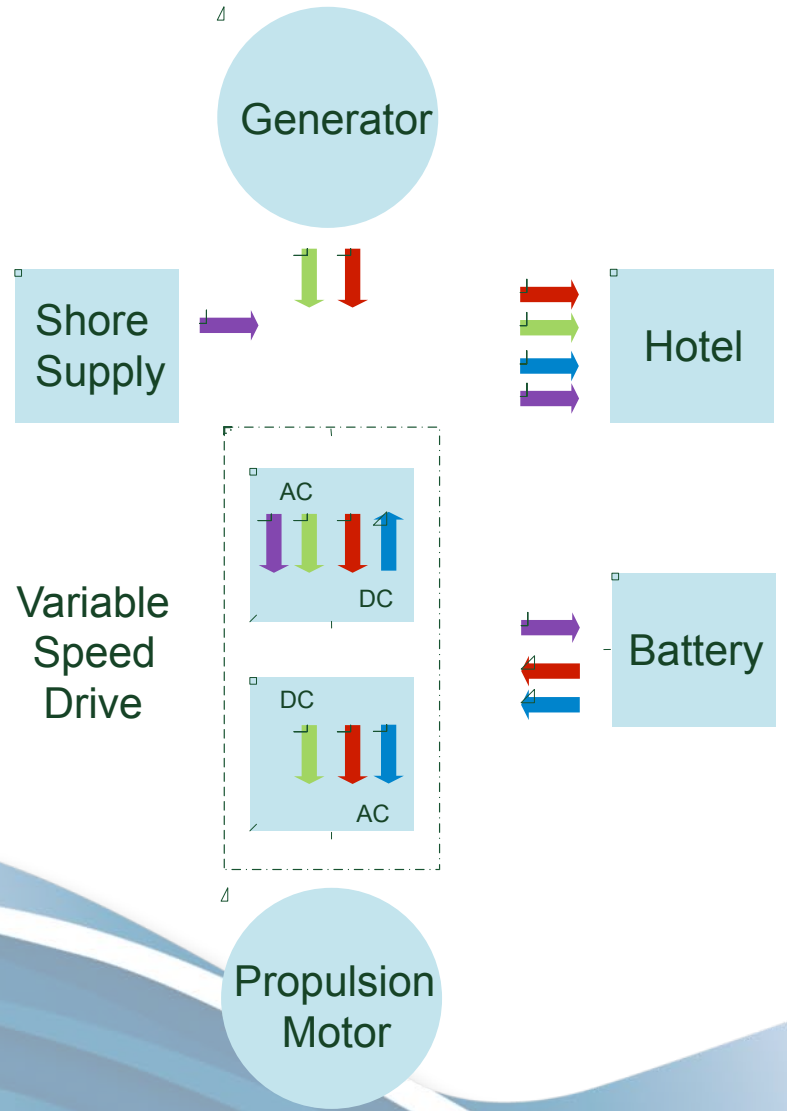 Generator
Shore
Supply
Hotel
AC
DC
Variable
Speed
Drive
Battery
DC
AC
Propulsion
Motor